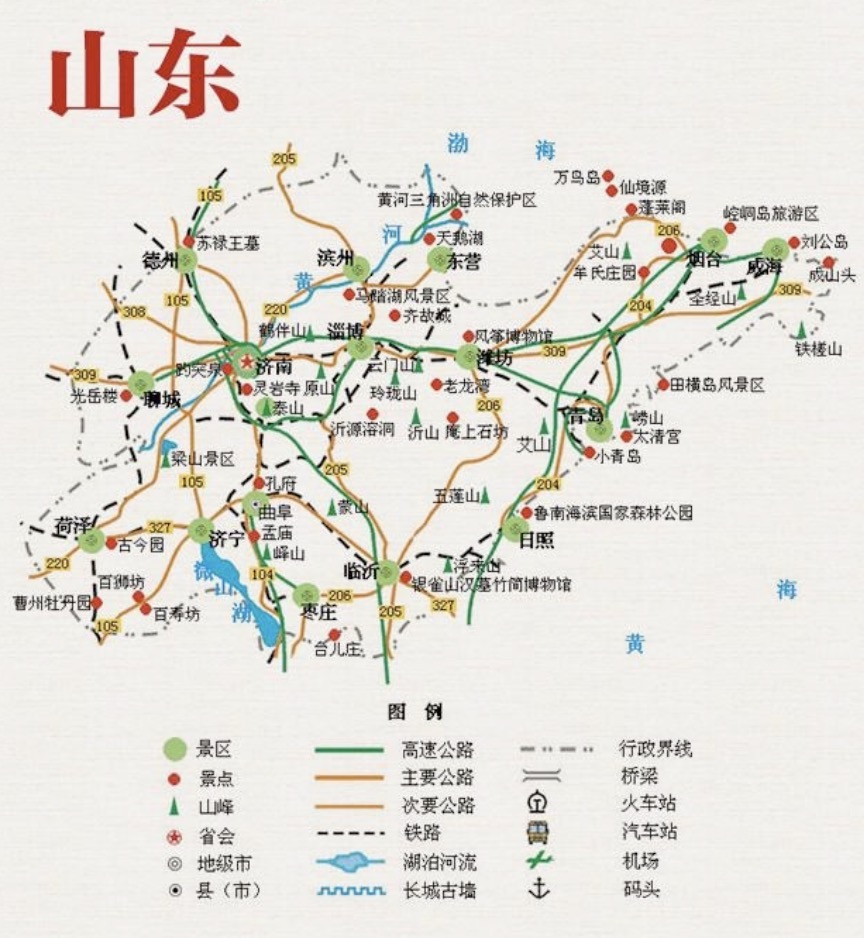 山东
渤 海
205
105
万鸟岛
仙境源
黄河三角洲自然保护区
蓬莱阁
崆峒岛旅游区
苏禄王墓
河
天鹅湖
206
艾山
刘公岛
德州
滨州
东营
烟台
威海
牟氏庄园
成山头
黄
105
马踏湖风景区
圣经山
309
308
220
齐故城
204
鹤伴山
淄博
风筝博物馆
铁槎山
趵突泉
济南
云门山
潍坊
309
309
灵岩寺
原山
玲珑山
老龙湾
田横岛风景区
光岳楼
聊城
泰山
206
青岛
崂山
沂源溶洞
沂山
庵上石坊
艾山
太清宫
小青岛
梁山景区
205
105
孔府
204
蒙山
五莲山
曲阜
鲁南海滨国家森林公园
菏泽
327
古今园
济宁
孟庙
日照
峄山
220
微
山
湖
104
临沂
浮来山
百狮坊
银雀山汉墓竹简博物馆
海
曹州牡丹园
206
327
百寿坊
枣庄
205
105
台儿庄
黄
图 例
景区
高速公路
行政界线
景点
主要公路
桥梁
山峰
次要公路
火车站
省会
铁路
汽车站
地级市
湖泊河流
机场
县（市）
长城古墙
码头